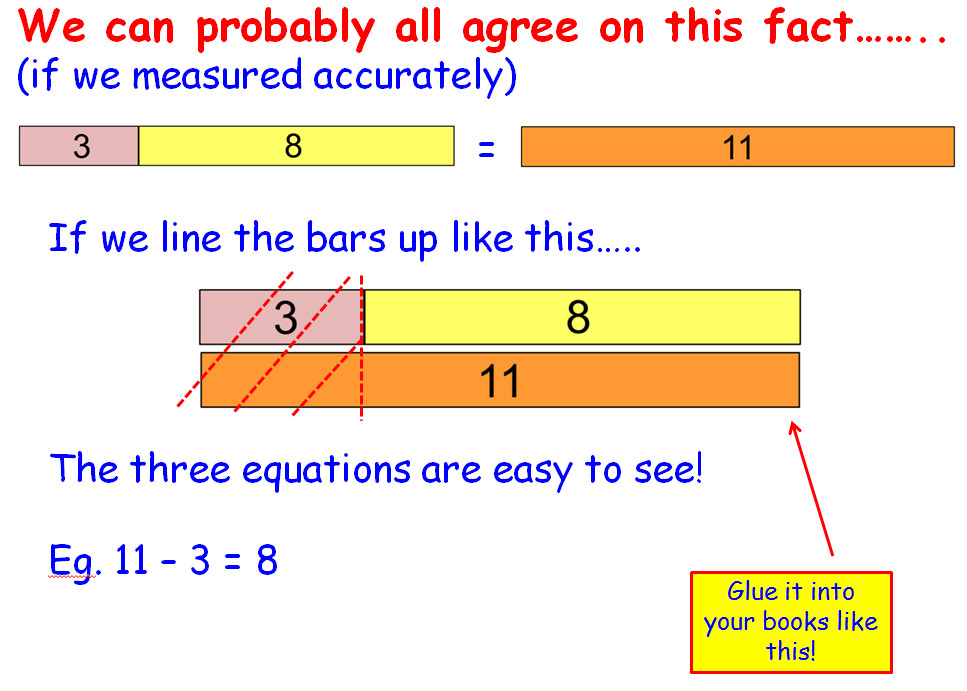 We can probably all agree on this fact……..
(if we measured accurately)
3 8 = 11
If we line the bars up like this…..
3 8
11
The three equations are easy to see!
Eg. 11 – 3 = 8
Glue it into
your books like
this!